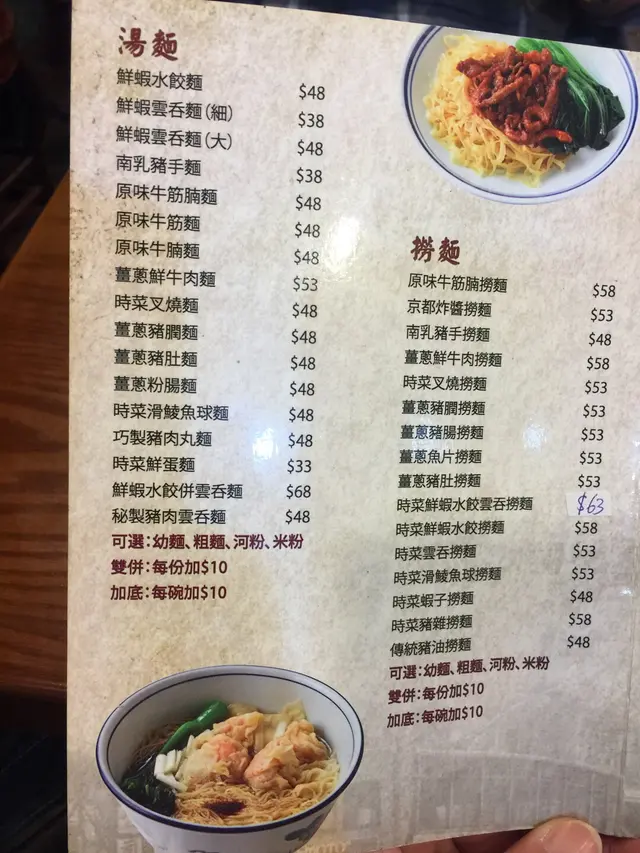 湯麵
鮮蝦水餃麵 $48
鮮蝦雲吞麵(細) $38
鮮蝦雲吞麵(大) $48
南乳豬手麵 $38
原味牛筋腩麵 $48
原味牛筋麵 $48
原味牛腩麵 $48
薑蔥鮮牛肉麵 $53
時菜叉燒麵 $48
薑蔥豬膶麵 $48
薑蔥豬肚麵 $48
薑蔥粉腸麵 $48
時菜滑鯪魚球麵 $48
巧製豬肉丸麵 $48
時菜鮮蛋麵 $33
鮮蝦水餃併雲吞麵 $68
秘製豬肉雲吞麵 $48
可選:幼麵、粗麵、河粉、米粉
雙併:每份加$10
加底:每碗加$10
撈麵
原味牛筋腩撈麵 $58
京都炸醬撈麵 $53
南乳豬手撈麵 $48
薑蔥鮮牛肉撈麵 $58
時菜叉燒撈麵 $53
薑蔥豬膶撈麵 $53
薑蔥豬腸撈麵 $53
薑蔥魚片撈麵 $53
薑蔥豬肚撈麵 $53
時菜鮮蝦水餃雲吞撈麵 $63
時菜鮮蝦水餃撈麵 $58
時菜雲吞撈麵 $53
時菜滑鯪魚球撈麵 $53
時菜蝦子撈麵 $48
時菜豬雜撈麵 $58
傳統豬油撈麵 $48
可選:幼麵、粗麵、河粉、米粉
雙併:每份加$10
加底:每碗加$10